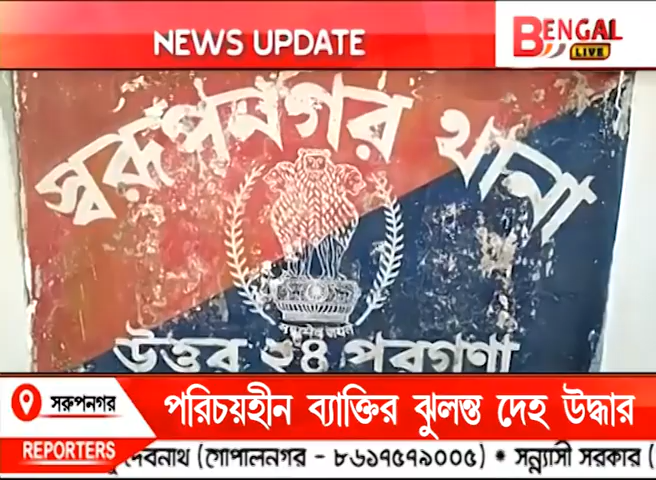 NEWS UPDATE
BENGAL
LIVE
স্বরূপনগর থানা
উত্তর ২৪ পরগণা
সরুপনগর
পরিচয়হীন ব্যাক্তির ঝুলন্ত দেহ উদ্ধার
REPORTERS
দেবনাথ (গোপালনগর - ৮৬১৭৫৭৯০০৫) * সন্ন্যাসী সরকার (